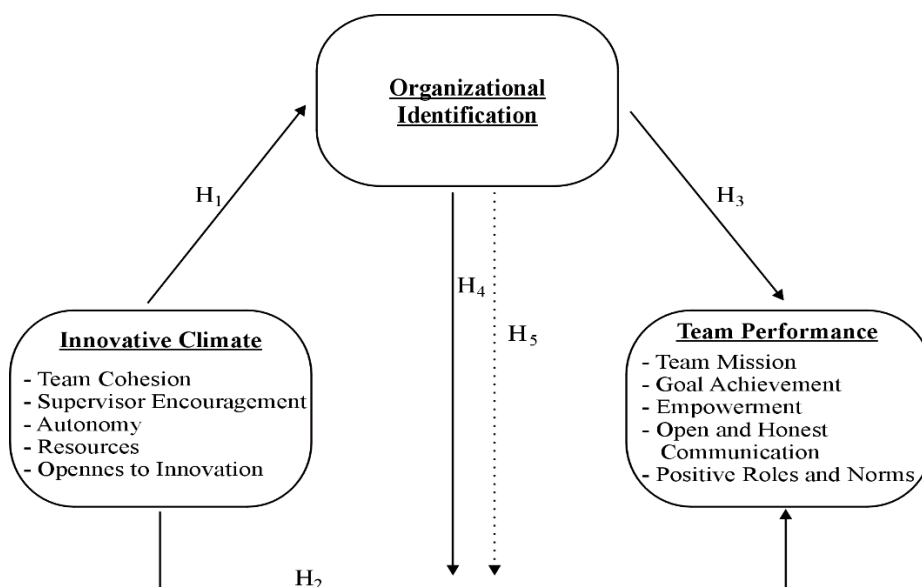 Organizational
Identification
H₁
H₃
H₄
H₅
Innovative Climate
- Team Cohesion
- Supervisor Encouragement
- Autonomy
- Resources
- Opennes to Innovation
Team Performance
- Team Mission
- Goal Achievement
- Empowerment
- Open and Honest
Communication
- Positive Roles and Norms
H₂